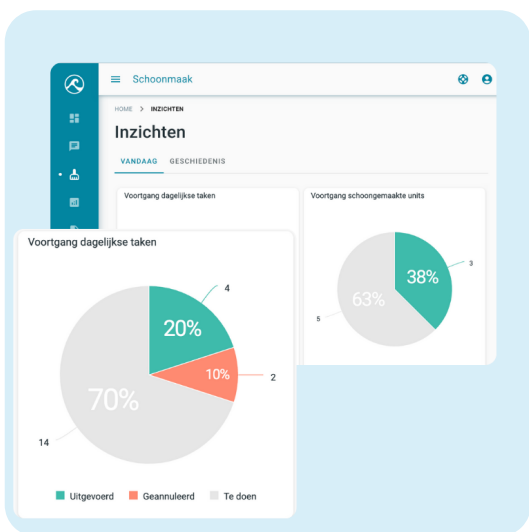 Schoonmaak
HOME > INZICHTEN
Inzichten
VANDAAG GESCHIEDENIS
Voortgang dagelijkse taken
Voortgang schoongemaakte units
38%
3
63%
5
Voortgang dagelijkse taken
4
20%
10%
2
70%
14
Uitgevoerd Geannuleerd Te doen